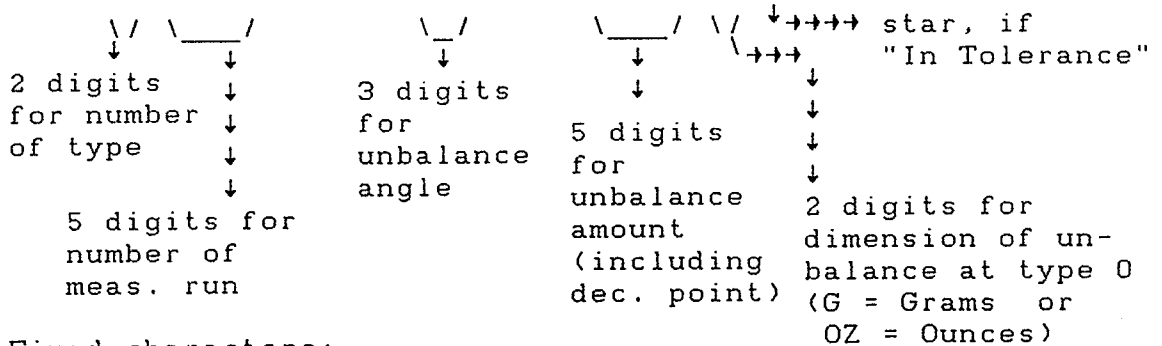 star, if
"In Tolerance"
2 digits
for number
of type
5 digits for
number of
meas. run
3 digits
for
unbalance
angle
5 digits
for
unbalance
amount
(including
dec. point)
2 digits for
dimension of un-
balance at type 0
(G = Grams or
OZ = Ounces)